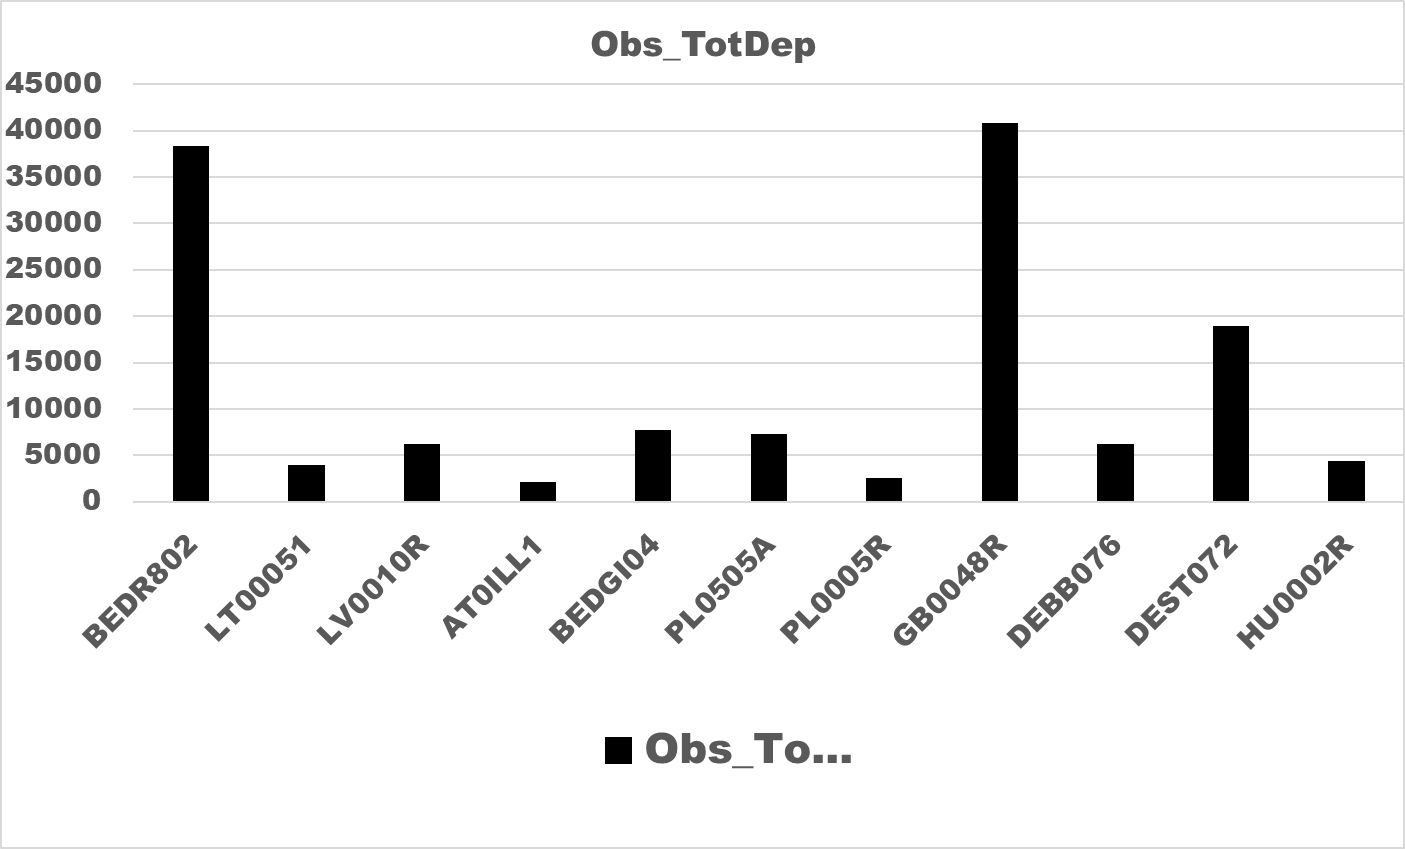 Obs_TotDep
45000
40000
35000
30000
25000
20000
15000
10000
5000
0
BEDR802
LT00051
LV0010R
AT0ILL1
BEDGI04
PL0505A
PL0005R
GB0048R
DEBB076
DEST072
HU0002R
Obs_To...